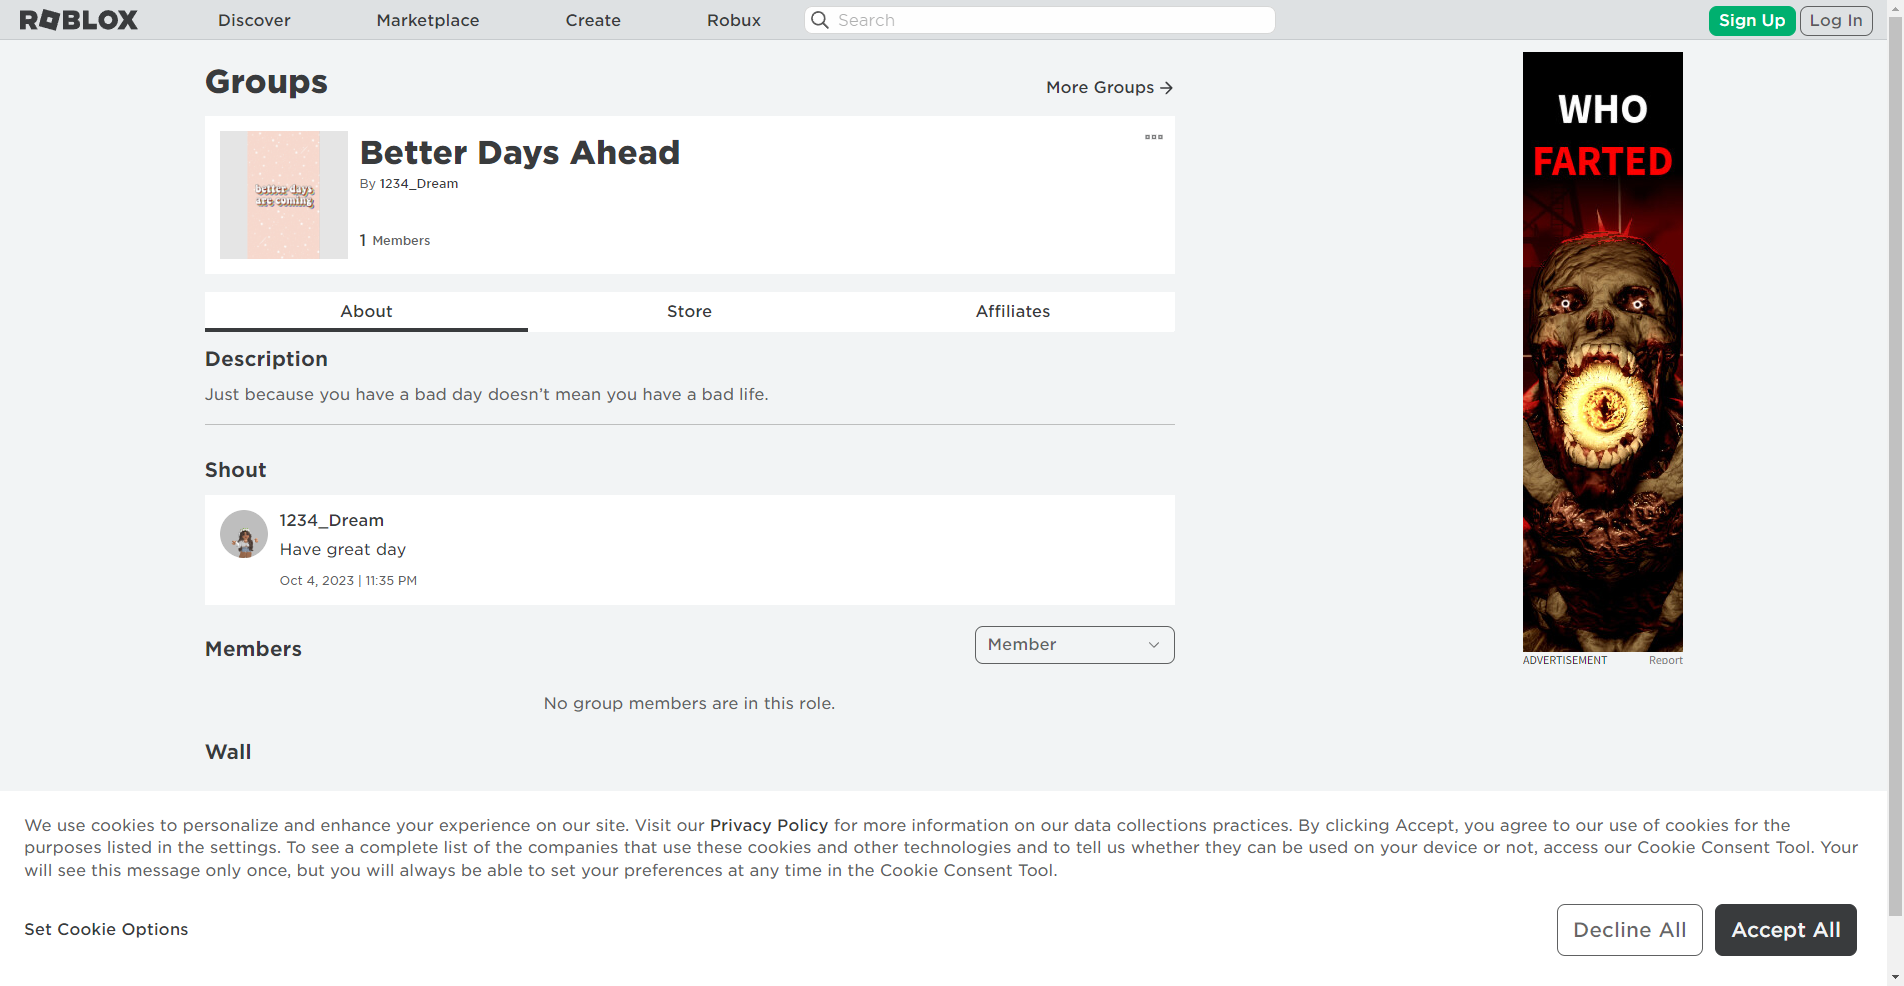 ROBLOX
Discover
Marketplace
Create
Robux
Search
Sign Up
Log In
Groups
More Groups
better days
are coming
Better Days Ahead
By 1234_Dream
1 Members
About
Store
Affiliates
Description
Just because you have a bad day doesn’t mean you have a bad life.
Shout
1234_Dream
Have great day
Oct 4, 2023 | 11:35 PM
Members
Member
No group members are in this role.
Wall
WHO
FARTED
ADVERTISEMENT
Report
We use cookies to personalize and enhance your experience on our site. Visit our Privacy Policy for more information on our data collections practices. By clicking Accept, you agree to our use of cookies for the
purposes listed in the settings. To see a complete list of the companies that use these cookies and other technologies and to tell us whether they can be used on your device or not, access our Cookie Consent Tool. Your
will see this message only once, but you will always be able to set your preferences at any time in the Cookie Consent Tool.
Set Cookie Options
Decline All
Accept All